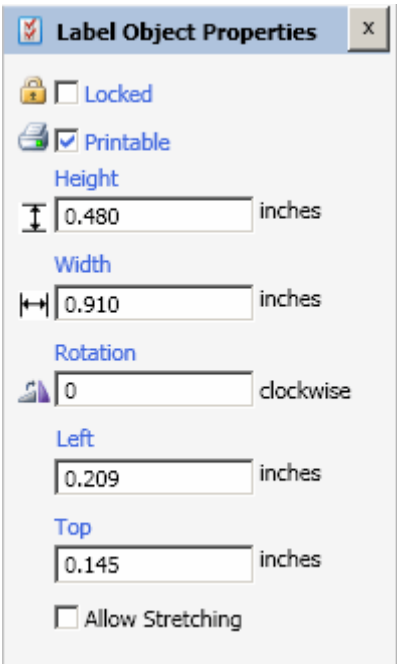 Label Object Properties x
Locked
Printable
Height
0.480 inches
Width
0.910 inches
Rotation
0 clockwise
Left
0.209 inches
Top
0.145 inches
Allow Stretching